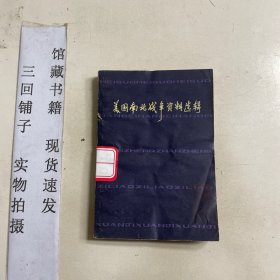 馆藏书籍 现货速发
三回铺子 实物拍摄
美国南北战争资料选辑